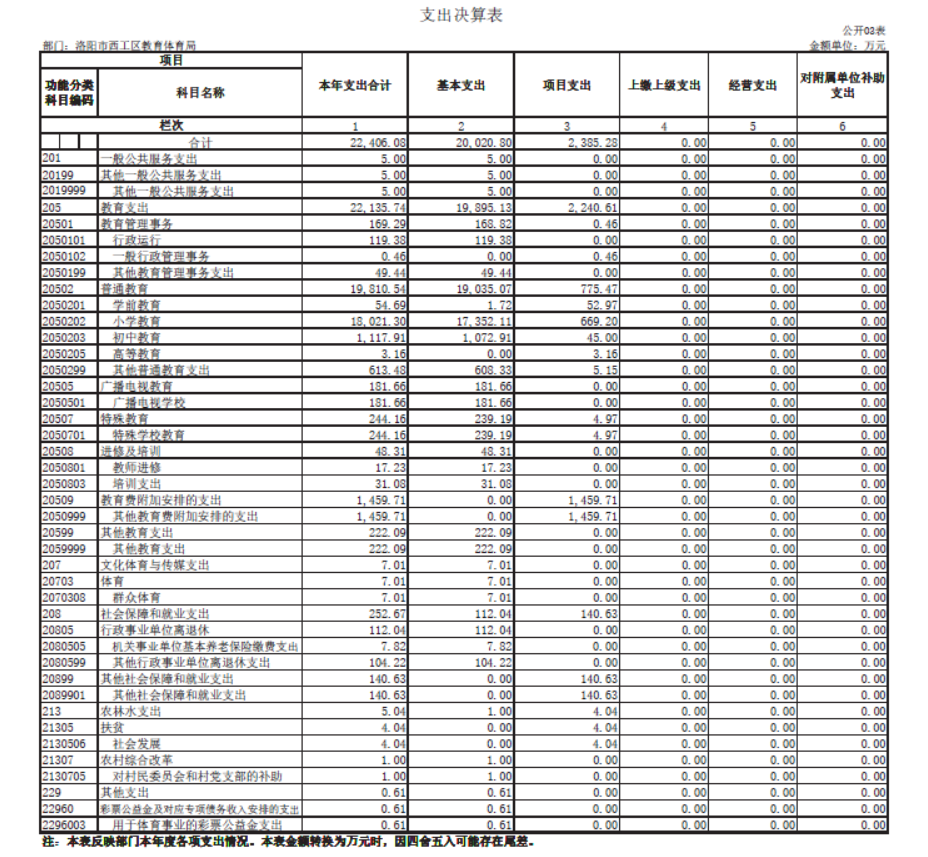 支出决算表
公开03表
部门：洛阳市西工区教育体育局 金额单位：万元
项目 本年支出合计 基本支出 项目支出 上缴上级支出 经营支出 对附属单位补助支出
功能分类科目编码 科目名称
栏次 1 2 3 4 5 6
合计 22,406.08 20,020.80 2,385.28 0.00 0.00 0.00
201 一般公共服务支出 5.00 5.00 0.00 0.00 0.00 0.00
20199 其他一般公共服务支出 5.00 5.00 0.00 0.00 0.00 0.00
2019999 其他一般公共服务支出 5.00 5.00 0.00 0.00 0.00 0.00
205 教育支出 22,135.74 19,895.13 2,240.61 0.00 0.00 0.00
20501 教育管理事务 169.29 168.82 0.46 0.00 0.00 0.00
2050101 行政运行 119.38 119.38 0.00 0.00 0.00 0.00
2050102 一般行政管理事务 0.46 0.00 0.46 0.00 0.00 0.00
2050199 其他教育管理事务支出 49.44 49.44 0.00 0.00 0.00 0.00
20502 普通教育 19,810.54 19,035.07 775.47 0.00 0.00 0.00
2050201 学前教育 54.69 1.72 52.97 0.00 0.00 0.00
2050202 小学教育 18,021.30 17,352.11 669.20 0.00 0.00 0.00
2050203 初中教育 1,117.91 1,072.91 45.00 0.00 0.00 0.00
2050205 高等教育 3.16 0.00 3.16 0.00 0.00 0.00
2050299 其他普通教育支出 613.48 608.33 5.15 0.00 0.00 0.00
20505 广播电视教育 181.66 181.66 0.00 0.00 0.00 0.00
2050501 广播电视学校 181.66 181.66 0.00 0.00 0.00 0.00
20507 特殊教育 244.16 239.19 4.97 0.00 0.00 0.00
2050701 特殊学校教育 244.16 239.19 4.97 0.00 0.00 0.00
20508 进修及培训 48.31 48.31 0.00 0.00 0.00 0.00
2050801 教师进修 17.23 17.23 0.00 0.00 0.00 0.00
2050803 培训支出 31.08 31.08 0.00 0.00 0.00 0.00
20509 教育费附加安排的支出 1,459.71 0.00 1,459.71 0.00 0.00 0.00
2050999 其他教育费附加安排的支出 1,459.71 0.00 1,459.71 0.00 0.00 0.00
20599 其他教育支出 222.09 222.09 0.00 0.00 0.00 0.00
2059999 其他教育支出 222.09 222.09 0.00 0.00 0.00 0.00
207 文化体育与传媒支出 7.01 7.01 0.00 0.00 0.00 0.00
20703 体育 7.01 7.01 0.00 0.00 0.00 0.00
2070308 群众体育 7.01 7.01 0.00 0.00 0.00 0.00
208 社会保障和就业支出 252.67 112.04 140.63 0.00 0.00 0.00
20805 行政事业单位离退休 112.04 112.04 0.00 0.00 0.00 0.00
2080505 机关事业单位基本养老保险缴费支出 7.82 7.82 0.00 0.00 0.00 0.00
2080599 其他行政事业单位离退休支出 104.22 104.22 0.00 0.00 0.00 0.00
20899 其他社会保障和就业支出 140.63 0.00 140.63 0.00 0.00 0.00
2089901 其他社会保障和就业支出 140.63 0.00 140.63 0.00 0.00 0.00
213 农林水支出 5.04 1.00 4.04 0.00 0.00 0.00
21305 扶贫 4.04 0.00 4.04 0.00 0.00 0.00
2130506 社会发展 4.04 0.00 4.04 0.00 0.00 0.00
21307 农村综合改革 1.00 1.00 0.00 0.00 0.00 0.00
2130705 对村民委员会和村党支部的补助 1.00 1.00 0.00 0.00 0.00 0.00
229 其他支出 0.61 0.61 0.00 0.00 0.00 0.00
22960 彩票公益金及对应专项债务收入安排的支出 0.61 0.61 0.00 0.00 0.00 0.00
2296003 用于体育事业的彩票公益金支出 0.61 0.61 0.00 0.00 0.00 0.00
注：本表反映部门本年度各项支出情况。本表金额转换为万元时，因四舍五入可能存在尾差。